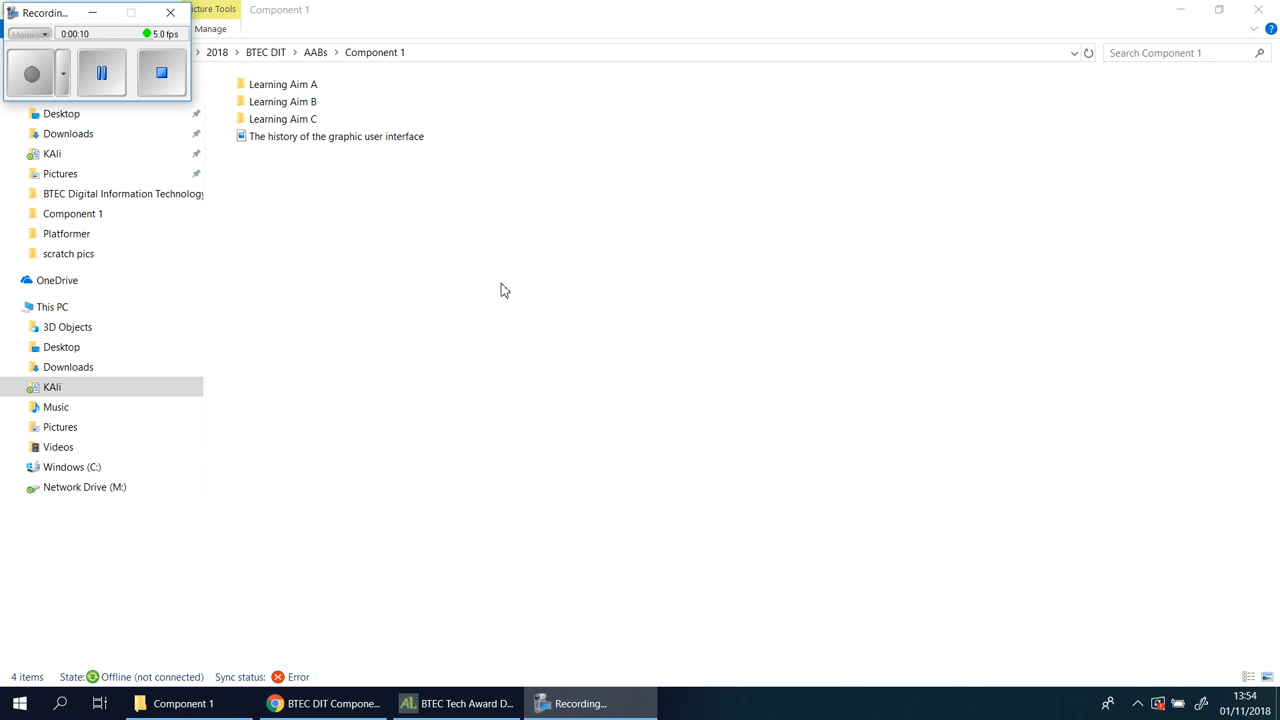 Recordin...
icture Tools
Component 1
Menu
0:00:10
5.0 fps
Manage
2018 > BTEC DIT > AABs > Component 1
Search Component 1
Learning Aim A
Learning Aim B
Learning Aim C
The history of the graphic user interface
Desktop
Downloads
KAli
Pictures
BTEC Digital Information Technology
Component 1
Platformer
scratch pics
OneDrive
This PC
3D Objects
Desktop
Downloads
KAli
Music
Pictures
Videos
Windows (C:)
Network Drive (M:)
4 items
State: Offline (not connected)
Sync status: Error
Component 1
BTEC DIT Compone...
AL
BTEC Tech Award D...
Recording...
13:54
01/11/2018